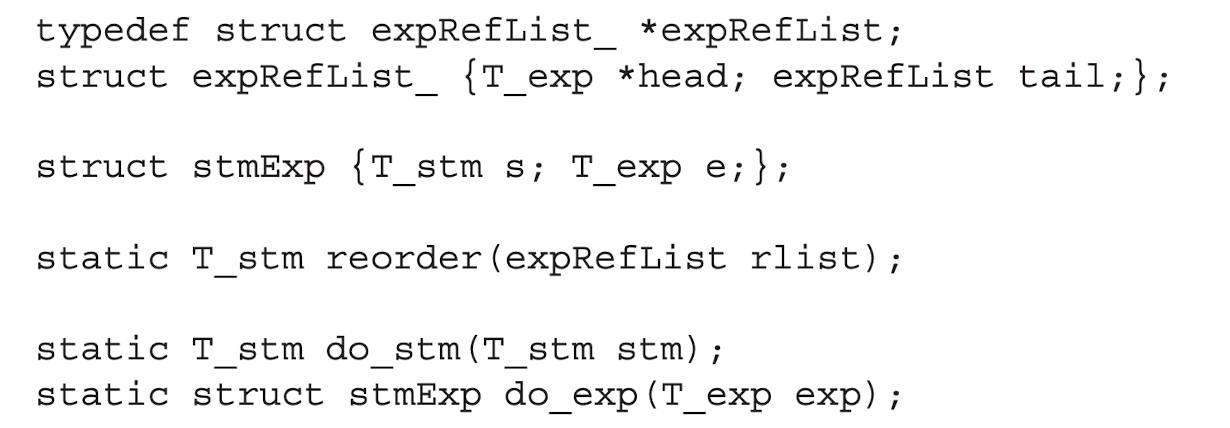 typedef struct expRefList_ *expRefList;
struct expRefList_ {T_exp *head; expRefList tail;};
struct stmExp {T_stm s; T_exp e;};
static T_stm reorder(expRefList rlist);
static T_stm do_stm(T_stm stm);
static struct stmExp do_exp(T_exp exp);